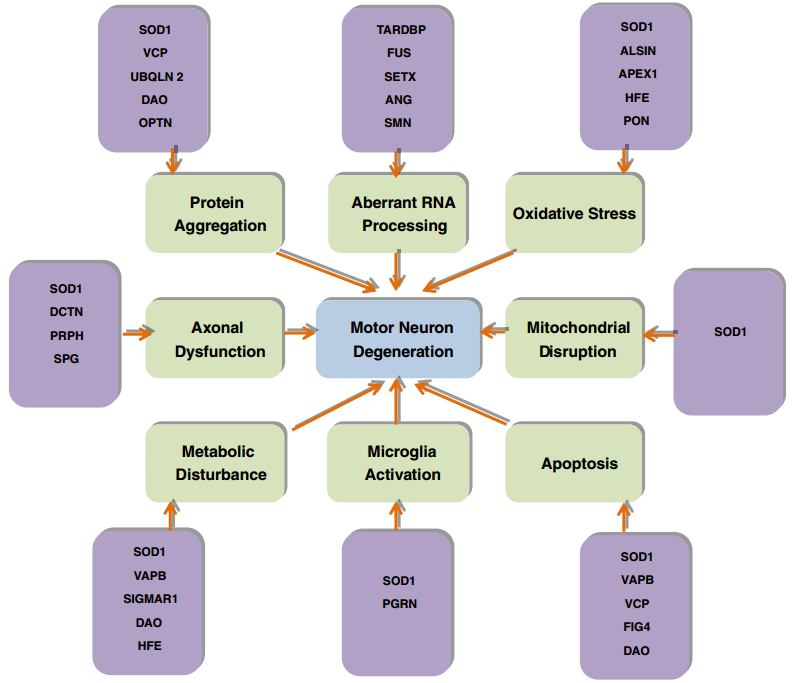 SOD1
VCP
UBQLN 2
DAO
OPTN
TARDBP
FUS
SETX
ANG
SMN
SOD1
ALSIN
APEX1
HFE
PON
Protein
Aggregation
Aberrant RNA
Processing
Oxidative Stress
SOD1
DCTN
PRPH
SPG
Axonal
Dysfunction
Motor Neuron
Degeneration
Mitochondrial
Disruption
SOD1
Metabolic
Disturbance
Microglia
Activation
Apoptosis
SOD1
VAPB
SIGMAR1
DAO
HFE
SOD1
PGRN
SOD1
VAPB
VCP
FIG4
DAO